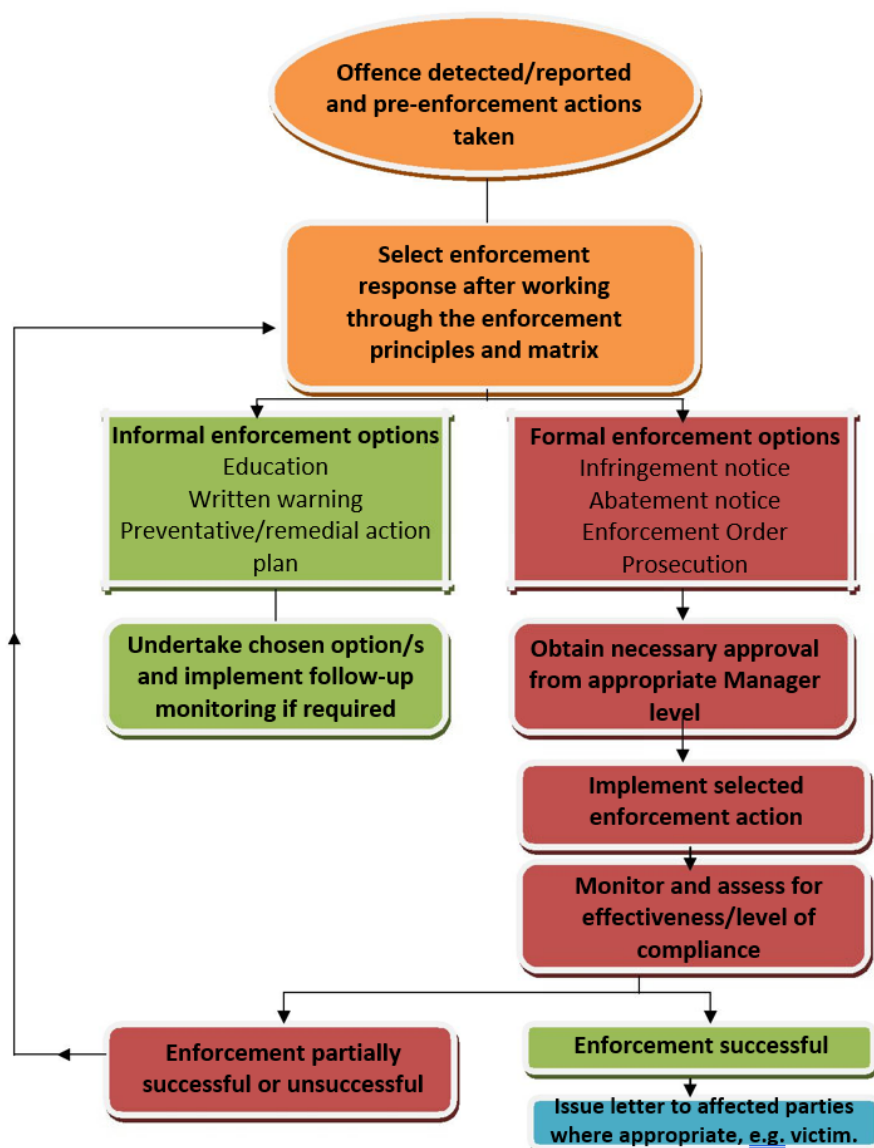 Offence detected/reported
and pre-enforcement actions
taken
Select enforcement
response after working
through the enforcement
principles and matrix
Informal enforcement options
Education
Written warning
Preventative/remedial action
plan
Formal enforcement options
Infringement notice
Abatement notice
Enforcement Order
Prosecution
Undertake chosen option/s
and implement follow-up
monitoring if required
Obtain necessary approval
from appropriate Manager
level
Implement selected
enforcement action
Monitor and assess for
effectiveness/level of
compliance
Enforcement partially
successful or unsuccessful
Enforcement successful
Issue letter to affected parties
where appropriate, e.g. victim.